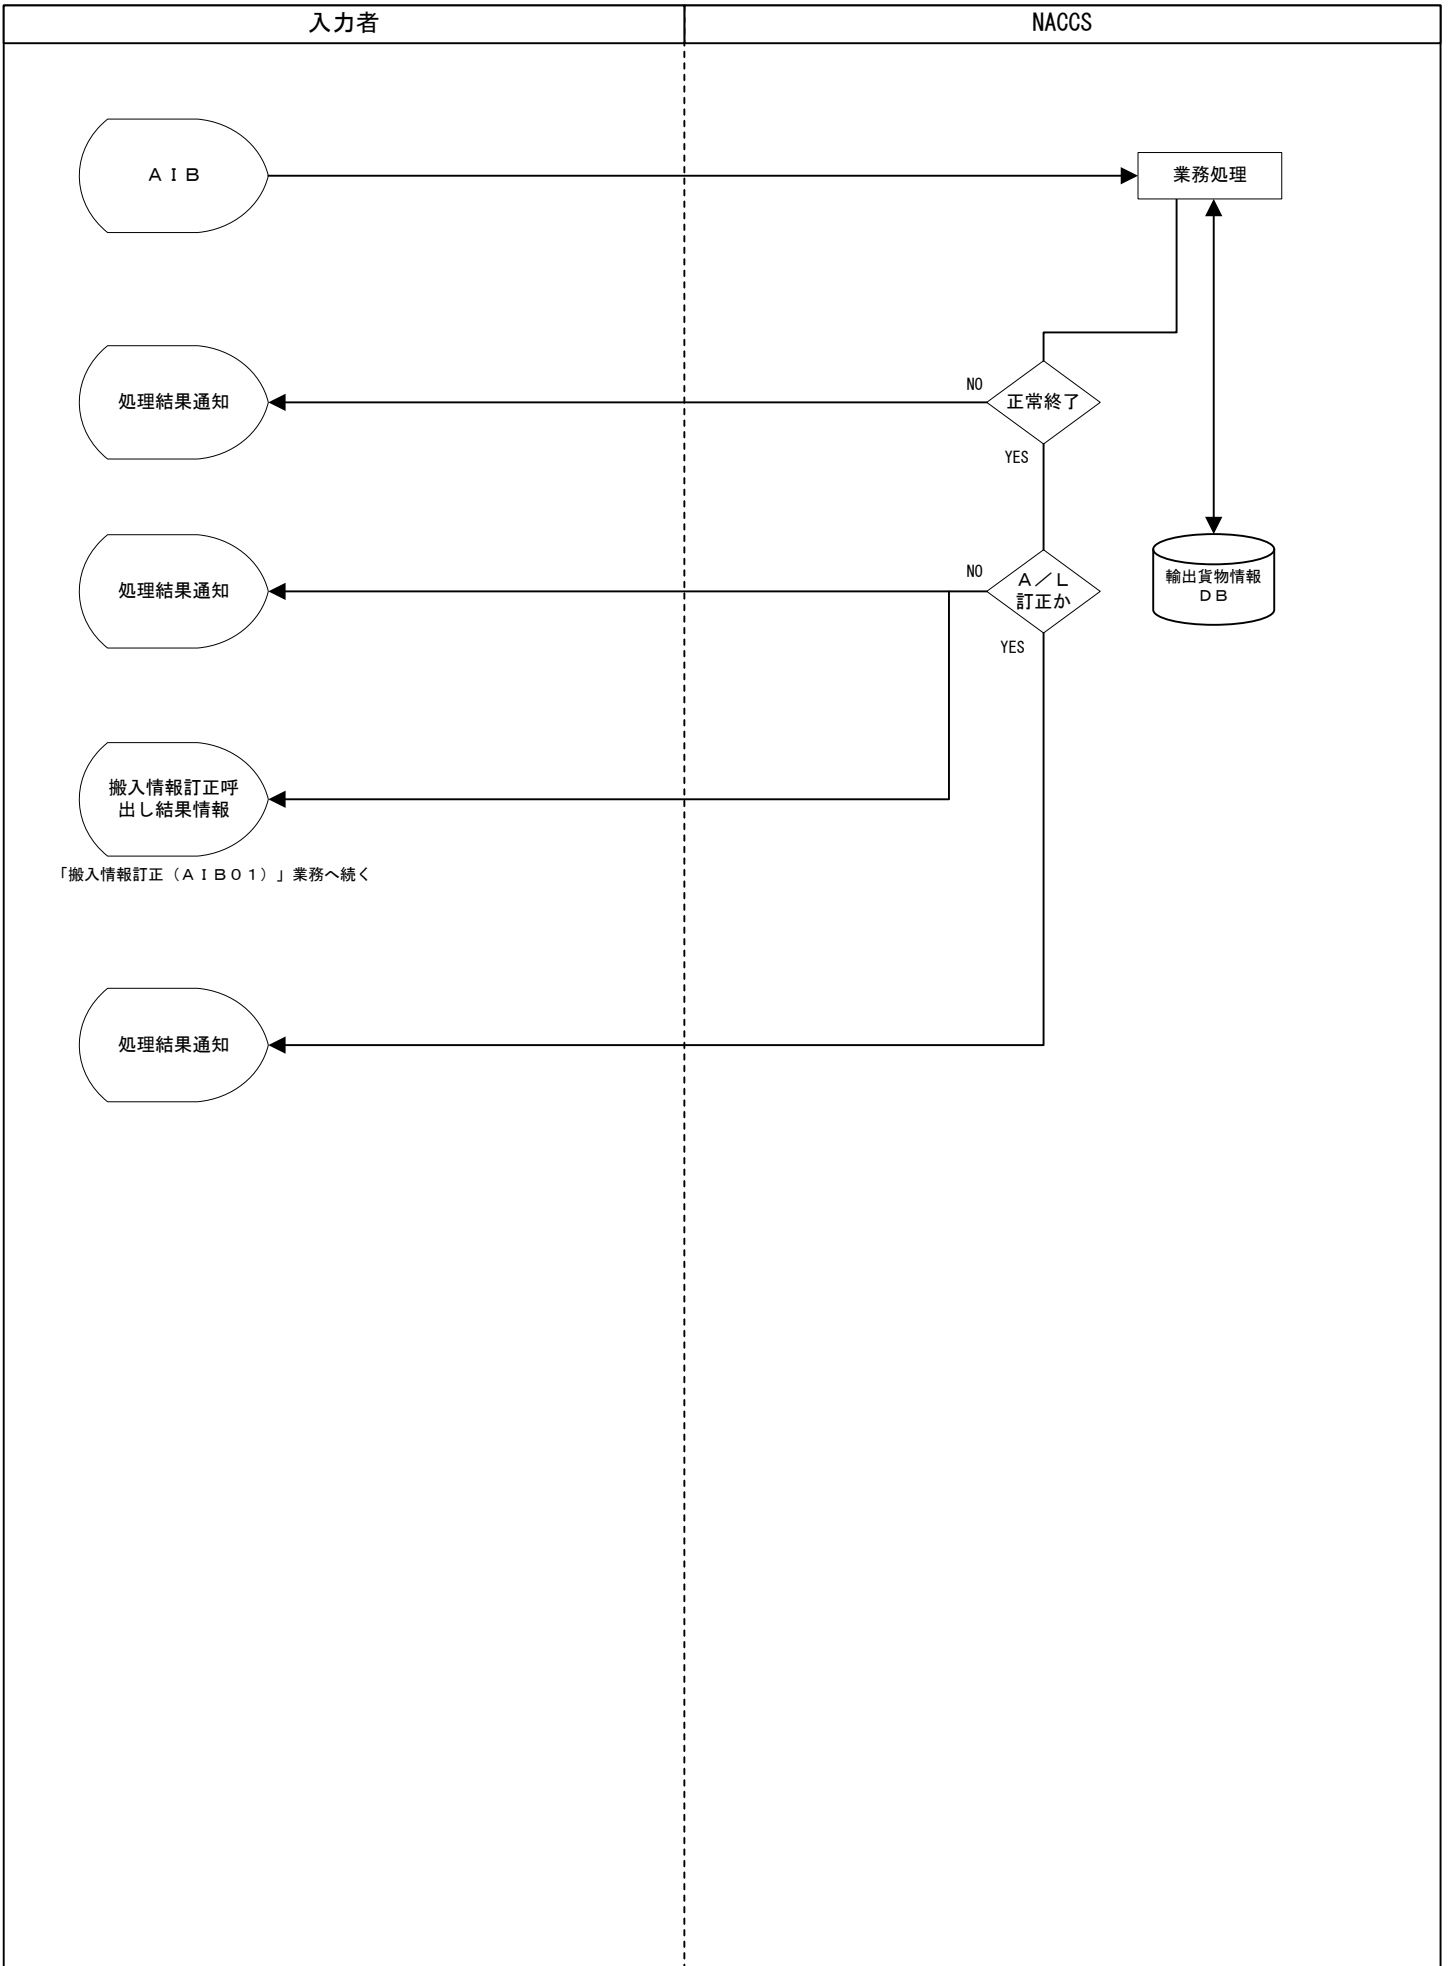 入力者
NACCS
ＡＩＢ
業務処理
処理結果通知
NO
正常終了
YES
処理結果通知
NO
Ａ／Ｌ
訂正か
YES
輸出貨物情報
ＤＢ
搬入情報訂正呼
出し結果情報
「搬入情報訂正（ＡＩＢ０１）」業務へ続く
処理結果通知